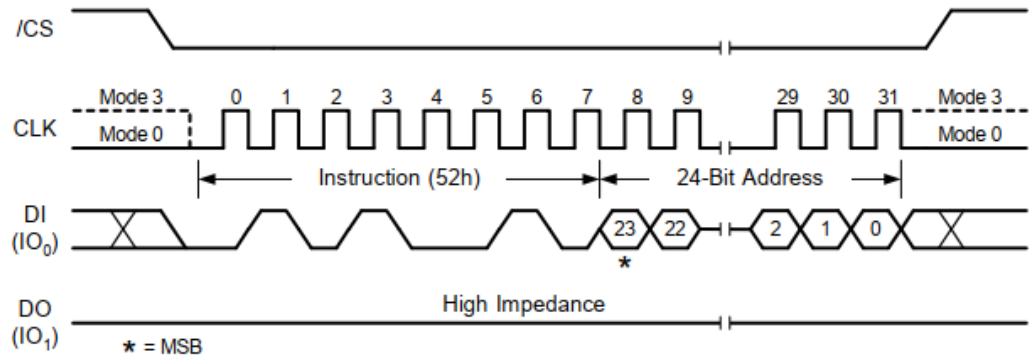 /CS
Mode 3 0 1 2 3 4 5 6 7 8 9 29 30 31 Mode 3
CLK
Mode 0 Mode 0
Instruction (52h) 24-Bit Address
DI
(IO0) 23 22 2 1 0
*
High Impedance
DO
(IO1)
* = MSB